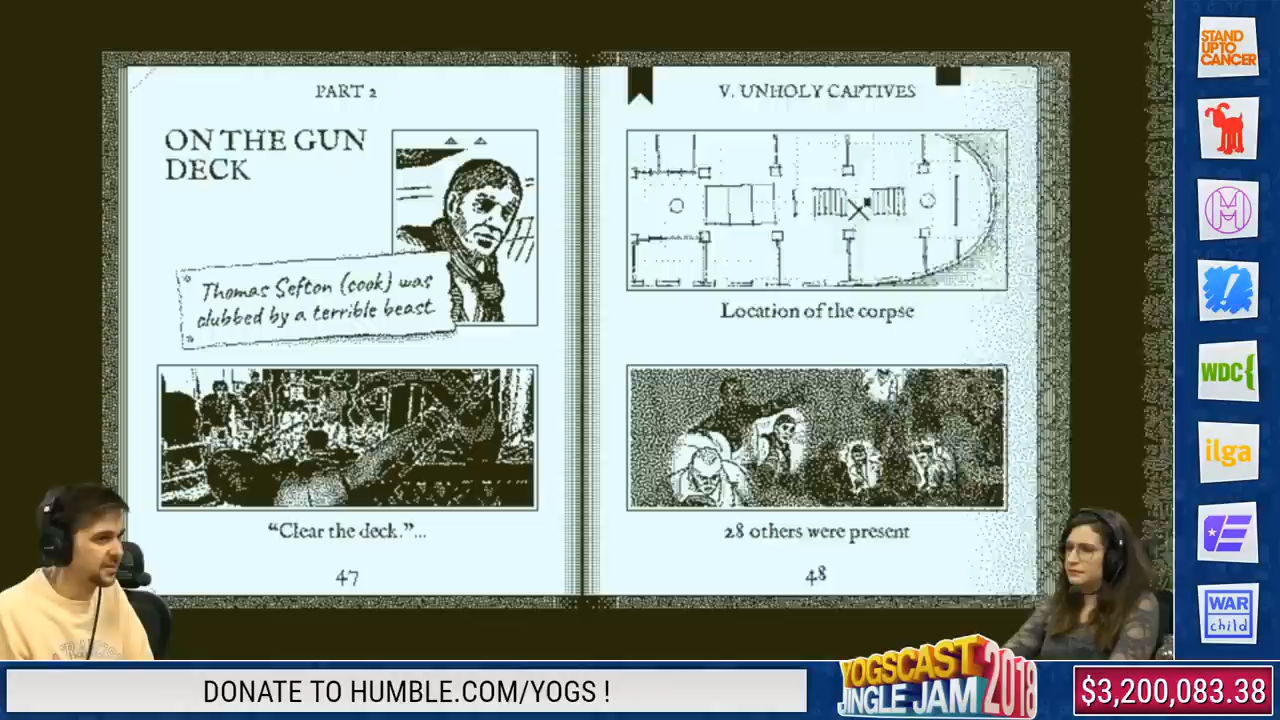 PART 2
ON THE GUN
DECK
Thomas Sefton (cook) was
clubbed by a terrible beast
"Clear the deck."...
47
V. UNHOLY CAPTIVES
Location of the corpse
28 others were present
48
STAND
UP TO
CANCER
WDC
ilga
WAR
child
DONATE TO HUMBLE.COM/YOGS !
YOGSCAST
JINGLE JAM 2018
$3,200,083.38